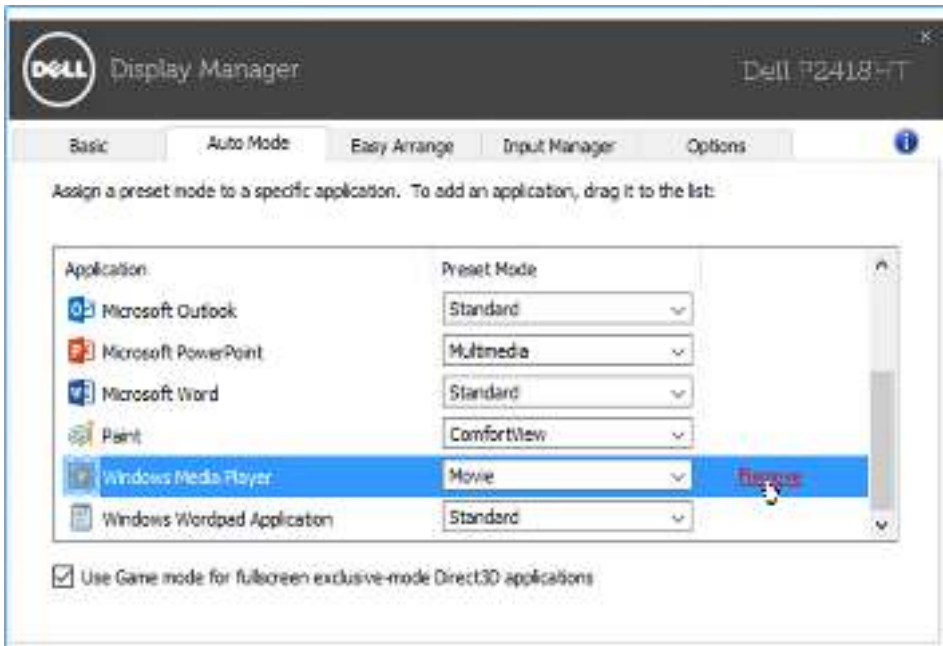 DELL Display Manager
Dell P2418HT
Basic Auto Mode Easy Arrange Input Manager Options
Assign a preset mode to a specific application. To add an application, drag it to the list:
Application Preset Mode
Microsoft Outlook Standard
Microsoft PowerPoint Multimedia
Microsoft Word Standard
Paint ComfortView
Windows Media Player Movie Remove
Windows Wordpad Application Standard
Use Game mode for fullscreen exclusive-mode Direct3D applications